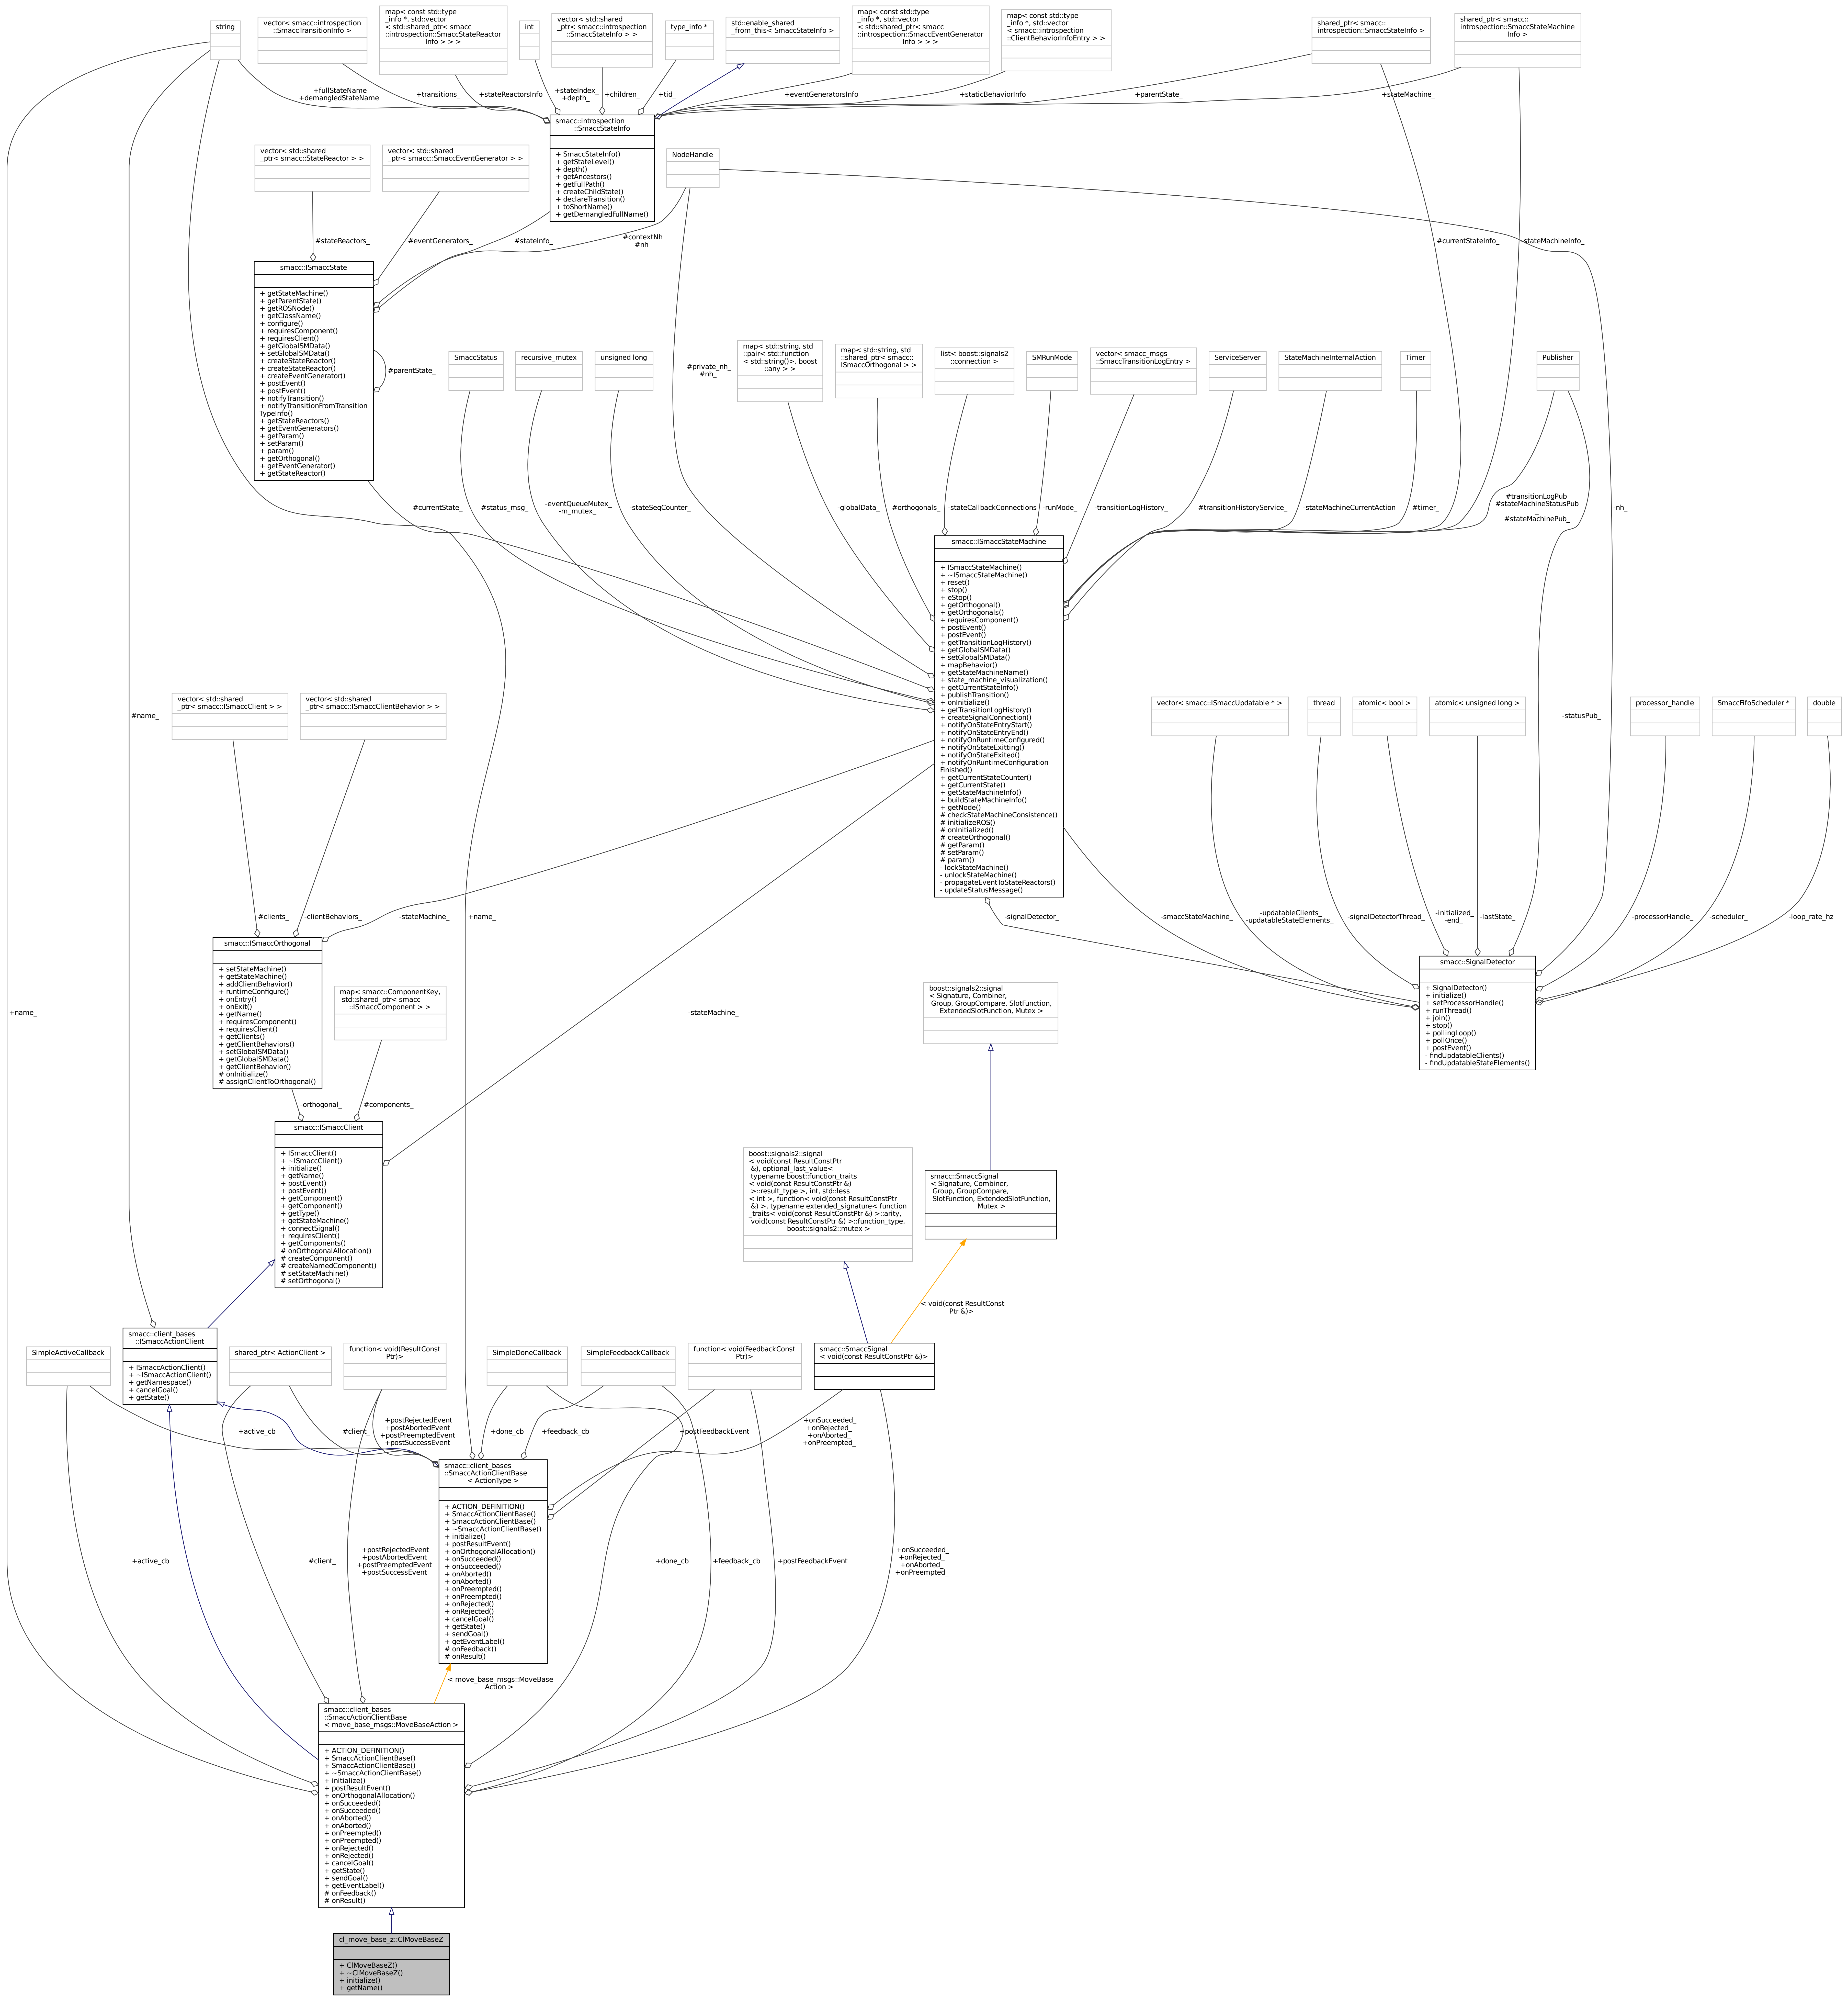 string
vector< smacc::introspection
::SmaccTransitionInfo >
map< const std::type
_info *, std::vector
< std::shared_ptr< smacc
::introspection::SmaccStateReactor
Info > > >
int
vector< std::shared
_ptr< smacc::introspection
::SmaccStateInfo > >
type_info *
std::enable_shared
_from_this< SmaccStateInfo >
map< const std::type
_info *, std::vector
< std::shared_ptr< smacc
::introspection::SmaccEventGenerator
Info > > >
map< const std::type
_info *, std::vector
< smacc::introspection
::ClientBehaviorInfoEntry > >
shared_ptr< smacc::
introspection::SmaccStateInfo >
shared_ptr< smacc::
introspection::SmaccStateMachine
Info >
+fullStateName
+demangledStateName
+transitions_
+stateReactorsInfo
+stateIndex_
+depth_
+children_
+tid_
+eventGeneratorsInfo
+staticBehaviorInfo
+parentState_
+stateMachine_
smacc::introspection
::SmaccStateInfo
+ SmaccStateInfo()
+ getStateLevel()
+ depth()
+ getAncestors()
+ getFullPath()
+ createChildState()
+ declareTransition()
+ toShortName()
+ getDemangledFullName()
vector< std::shared
_ptr< smacc::StateReactor > >
vector< std::shared
_ptr< smacc::SmaccEventGenerator > >
NodeHandle
#stateReactors_
#eventGenerators_
#stateInfo_
#contextNh
#nh
#currentStateInfo_
-stateMachineInfo_
smacc::ISmaccState
+ getStateMachine()
+ getParentState()
+ getROSNode()
+ getClassName()
+ configure()
+ requiresComponent()
+ requiresClient()
+ getGlobalSMData()
+ setGlobalSMData()
+ createStateReactor()
+ createStateReactor()
+ createEventGenerator()
+ postEvent()
+ postEvent()
+ notifyTransition()
+ notifyTransitionFromTransition
TypeInfo()
+ getStateReactors()
+ getEventGenerators()
+ getParam()
+ setParam()
+ param()
+ getOrthogonal()
+ getEventGenerator()
+ getStateReactor()
#parentState_
SmaccStatus
recursive_mutex
unsigned long
#private_nh_
#nh_
map< std::string, std
::pair< std::function
< std::string()>, boost
::any > >
map< std::string, std
::shared_ptr< smacc::
ISmaccOrthogonal > >
list< boost::signals2
::connection >
SMRunMode
vector< smacc_msgs
::SmaccTransitionLogEntry >
ServiceServer
StateMachineInternalAction
Timer
Publisher
#currentState_
#status_msg_
-eventQueueMutex_
-m_mutex_
-stateSeqCounter_
-globalData_
#orthogonals_
-stateCallbackConnections
-runMode_
-transitionLogHistory_
#transitionHistoryService_
-stateMachineCurrentAction
#timer_
#transitionLogPub_
#stateMachineStatusPub
_
#stateMachinePub_
-nh_
smacc::ISmaccStateMachine
+ ISmaccStateMachine()
+ ~ISmaccStateMachine()
+ reset()
+ stop()
+ eStop()
+ getOrthogonal()
+ getOrthogonals()
+ requiresComponent()
+ postEvent()
+ postEvent()
+ getTransitionLogHistory()
+ getGlobalSMData()
+ setGlobalSMData()
+ mapBehavior()
+ getStateMachineName()
+ state_machine_visualization()
+ getCurrentStateInfo()
+ publishTransition()
+ onInitialize()
+ getTransitionLogHistory()
+ createSignalConnection()
+ notifyOnStateEntryStart()
+ notifyOnStateEntryEnd()
+ notifyOnRuntimeConfigured()
+ notifyOnStateExitting()
+ notifyOnStateExited()
+ notifyOnRuntimeConfiguration
Finished()
+ getCurrentStateCounter()
+ getCurrentState()
+ getStateMachineInfo()
+ buildStateMachineInfo()
+ getNode()
# checkStateMachineConsistence()
# initializeROS()
# onInitialized()
# createOrthogonal()
# getParam()
# setParam()
# param()
- lockStateMachine()
- unlockStateMachine()
- propagateEventToStateReactors()
- updateStatusMessage()
vector< std::shared
_ptr< smacc::ISmaccClient > >
vector< std::shared
_ptr< smacc::ISmaccClientBehavior > >
#name_
vector< smacc::ISmaccUpdatable * >
thread
atomic< bool >
atomic< unsigned long >
-statusPub_
processor_handle
SmaccFifoScheduler *
double
#clients_
-clientBehaviors_
-stateMachine_
+name_
-signalDetector_
-smaccStateMachine_
-updatableClients_
-updatableStateElements_
-signalDetectorThread_
-initialized_
-end_
-lastState_
-processorHandle_
-scheduler_
-loop_rate_hz
smacc::ISmaccOrthogonal
+ setStateMachine()
+ getStateMachine()
+ addClientBehavior()
+ runtimeConfigure()
+ onEntry()
+ onExit()
+ getName()
+ requiresComponent()
+ requiresClient()
+ getClients()
+ getClientBehaviors()
+ setGlobalSMData()
+ getGlobalSMData()
+ getClientBehavior()
# onInitialize()
# assignClientToOrthogonal()
smacc::SignalDetector
+ SignalDetector()
+ initialize()
+ setProcessorHandle()
+ runThread()
+ join()
+ stop()
+ pollingLoop()
+ pollOnce()
+ postEvent()
- findUpdatableClients()
- findUpdatableStateElements()
map< smacc::ComponentKey,
std::shared_ptr< smacc
::ISmaccComponent > >
boost::signals2::signal
< Signature, Combiner,
Group, GroupCompare, SlotFunction,
ExtendedSlotFunction, Mutex >
+name_
-stateMachine_
-orthogonal_
#components_
smacc::ISmaccClient
+ ISmaccClient()
+ ~ISmaccClient()
+ initialize()
+ getName()
+ postEvent()
+ postEvent()
+ getComponent()
+ getComponent()
+ getType()
+ getStateMachine()
+ connectSignal()
+ requiresClient()
+ getComponents()
# onOrthogonalAllocation()
# createComponent()
# createNamedComponent()
# setStateMachine()
# setOrthogonal()
boost::signals2::signal
< void(const ResultConstPtr
&), optional_last_value<
typename boost::function_traits
< void(const ResultConstPtr &)
>::result_type >, int, std::less
< int >, function< void(const ResultConstPtr
&) >, typename extended_signature< function
_traits< void(const ResultConstPtr &) >::arity,
void(const ResultConstPtr &) >::function_type,
boost::signals2::mutex >
smacc::SmaccSignal
< Signature, Combiner,
Group, GroupCompare,
SlotFunction, ExtendedSlotFunction,
Mutex >
< void(const ResultConst
Ptr &)>
smacc::client_bases
::ISmaccActionClient
+ ISmaccActionClient()
+ ~ISmaccActionClient()
+ getNamespace()
+ cancelGoal()
+ getState()
SimpleActiveCallback
shared_ptr< ActionClient >
function< void(ResultConst
Ptr)>
SimpleDoneCallback
SimpleFeedbackCallback
function< void(FeedbackConst
Ptr)>
smacc::SmaccSignal
< void(const ResultConstPtr &)>
+active_cb
#client_
+postRejectedEvent
+postAbortedEvent
+postPreemptedEvent
+postSuccessEvent
+done_cb
+feedback_cb
+postFeedbackEvent
+onSucceeded_
+onRejected_
+onAborted_
+onPreempted_
smacc::client_bases
::SmaccActionClientBase
< ActionType >
+ ACTION_DEFINITION()
+ SmaccActionClientBase()
+ SmaccActionClientBase()
+ ~SmaccActionClientBase()
+ initialize()
+ postResultEvent()
+ onOrthogonalAllocation()
+ onSucceeded()
+ onSucceeded()
+ onAborted()
+ onAborted()
+ onPreempted()
+ onPreempted()
+ onRejected()
+ onRejected()
+ cancelGoal()
+ getState()
+ sendGoal()
+ getEventLabel()
# onFeedback()
# onResult()
+active_cb
#client_
+postRejectedEvent
+postAbortedEvent
+postPreemptedEvent
+postSuccessEvent
+done_cb
+feedback_cb
+postFeedbackEvent
+onSucceeded_
+onRejected_
+onAborted_
+onPreempted_
< move_base_msgs::MoveBase
Action >
smacc::client_bases
::SmaccActionClientBase
< move_base_msgs::MoveBaseAction >
+ ACTION_DEFINITION()
+ SmaccActionClientBase()
+ SmaccActionClientBase()
+ ~SmaccActionClientBase()
+ initialize()
+ postResultEvent()
+ onOrthogonalAllocation()
+ onSucceeded()
+ onSucceeded()
+ onAborted()
+ onAborted()
+ onPreempted()
+ onPreempted()
+ onRejected()
+ onRejected()
+ cancelGoal()
+ getState()
+ sendGoal()
+ getEventLabel()
# onFeedback()
# onResult()
cl_move_base_z::ClMoveBaseZ
+ ClMoveBaseZ()
+ ~ClMoveBaseZ()
+ initialize()
+ getName()